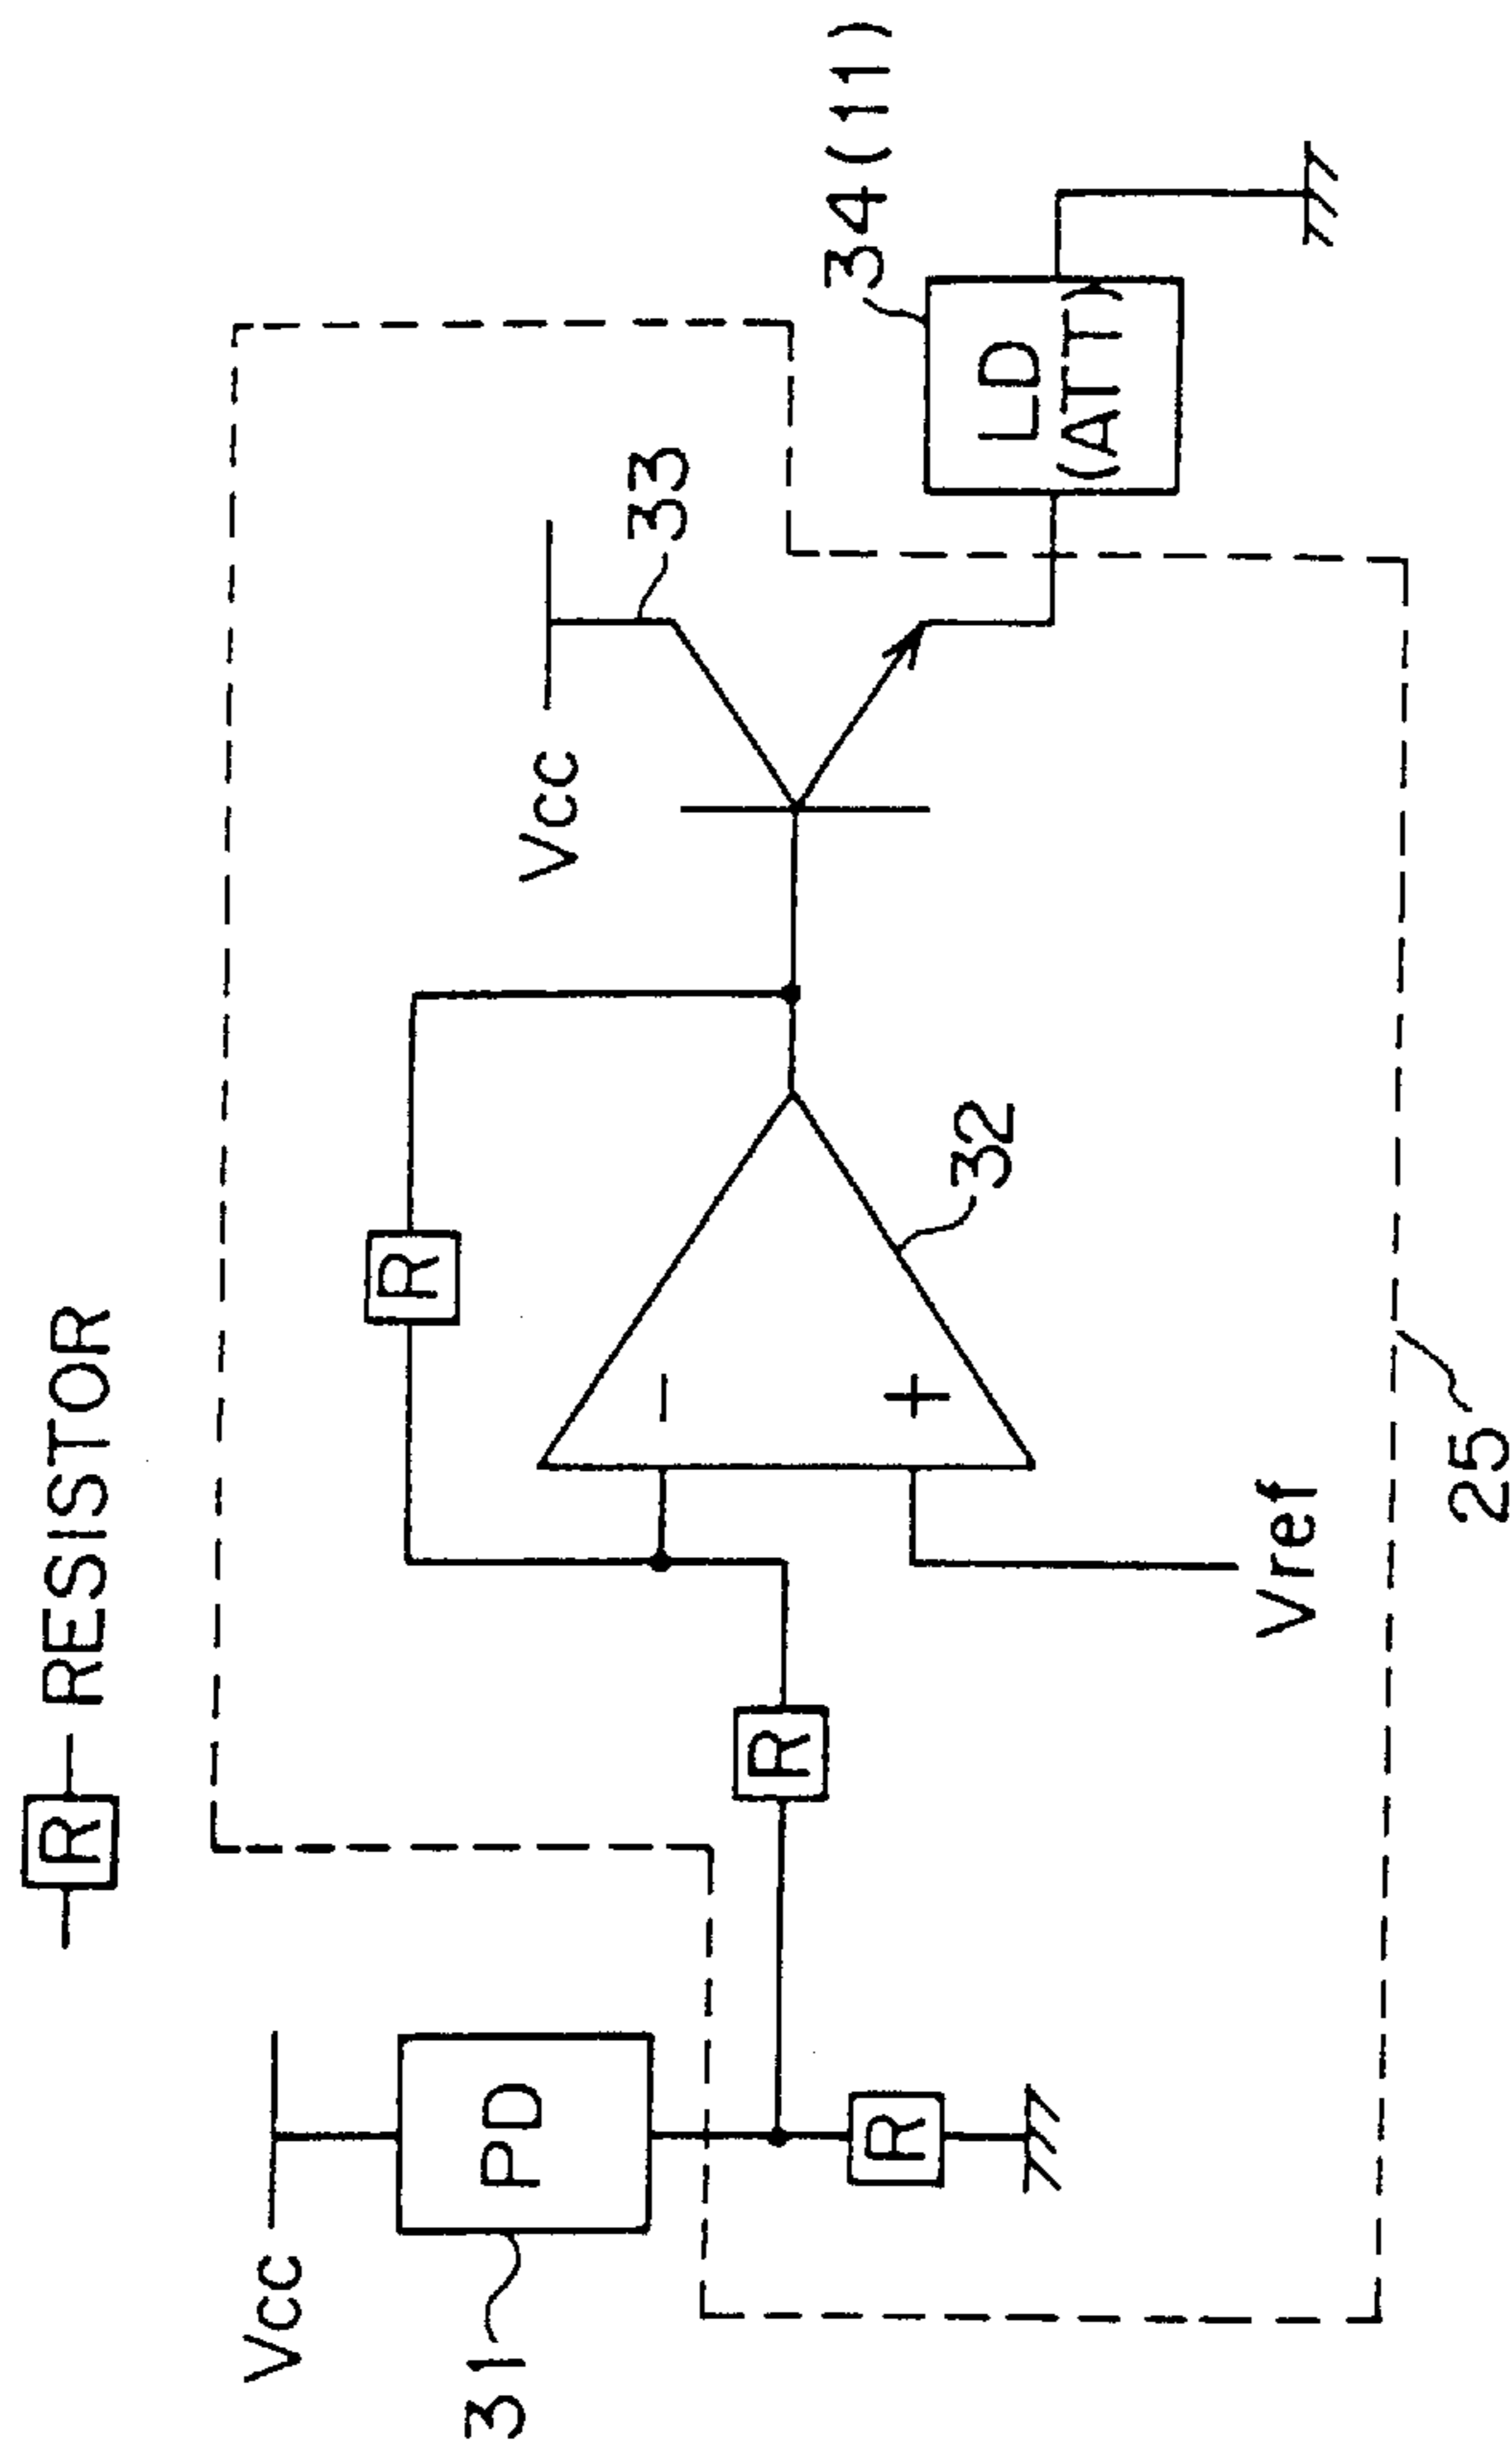 R RESISTOR
Vcc
31
PD
R
R
R
-
+
Vref
32
Vcc
33
34(11)
LD
(ATT)
25